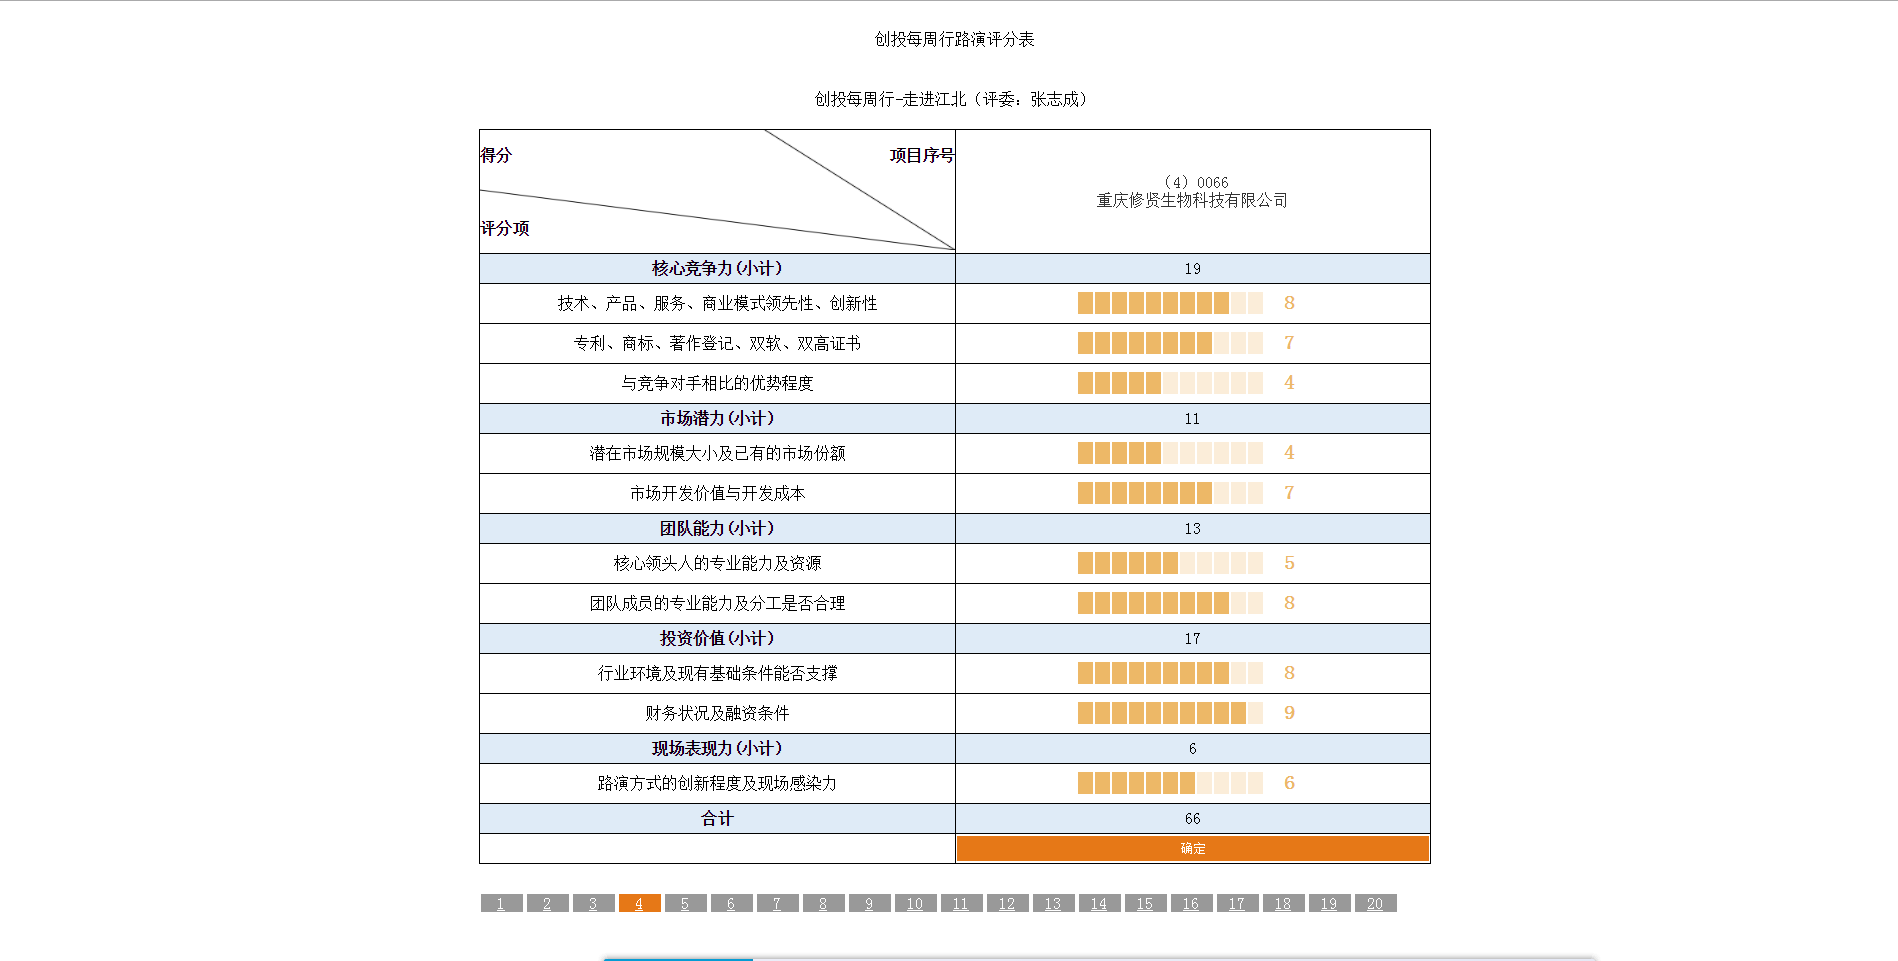 创投每周行路演评分表
创投每周行-走进江北（评委：张志成）
得分
项目序号
评分项
（4）0066
重庆修贤生物科技有限公司
核心竞争力(小计) 19
技术、产品、服务、商业模式领先性、创新性 8
专利、商标、著作登记、双软、双高证书 7
与竞争对手相比的优势程度 4
市场潜力(小计) 11
潜在市场规模大小及已有的市场份额 4
市场开发价值与开发成本 7
团队能力(小计) 13
核心领头人的专业能力及资源 5
团队成员的专业能力及分工是否合理 8
投资价值(小计) 17
行业环境及现有基础条件能否支撑 8
财务状况及融资条件 9
现场表现力(小计) 6
路演方式的创新程度及现场感染力 6
合计 66
确定
1 2 3 4 5 6 7 8 9 10 11 12 13 14 15 16 17 18 19 20